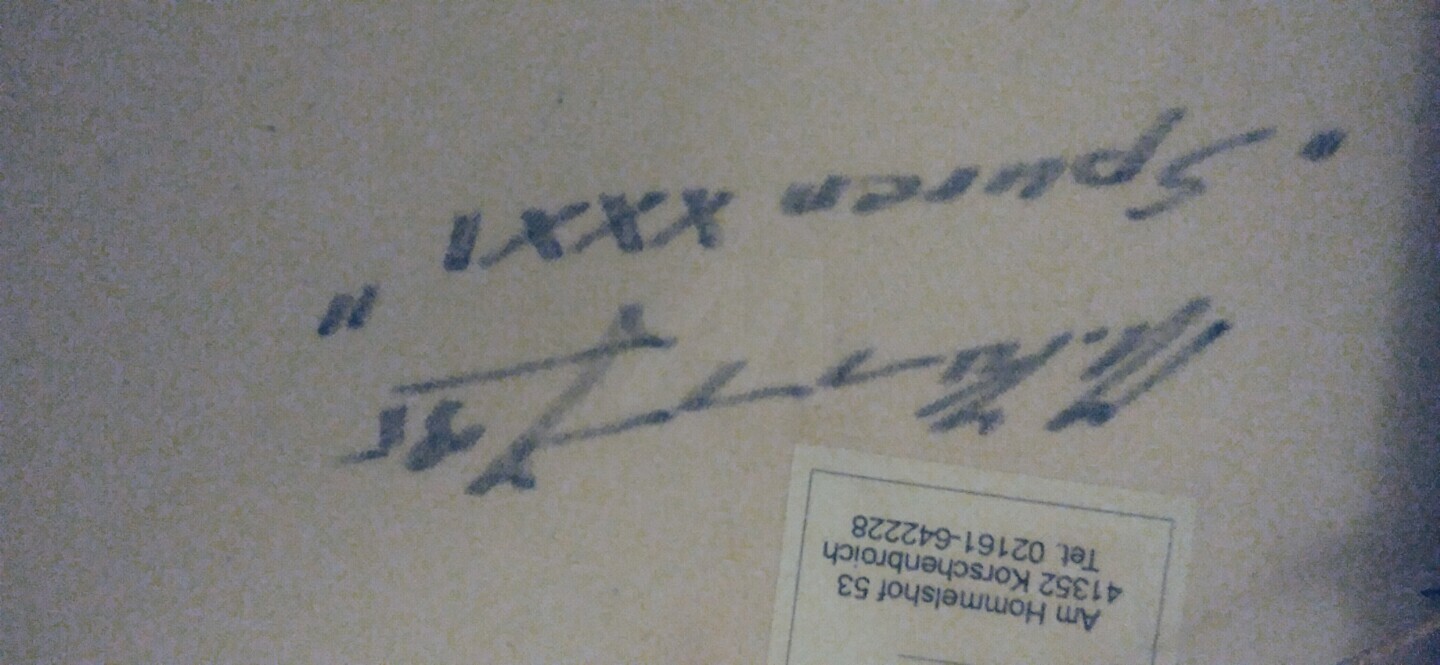 Am Hommelshof 53
41352 Korschenbroich
Tel. 02161-642228
"Spuren XXXI"